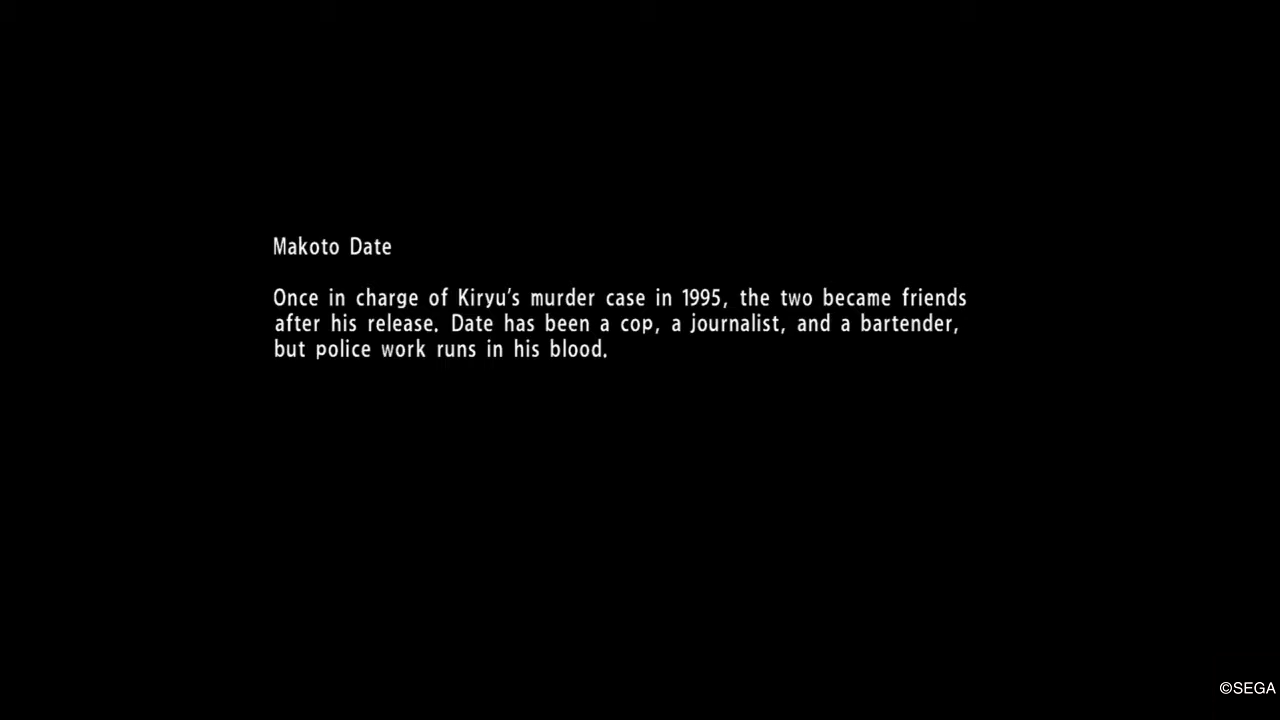 Makoto Date
Once in charge of Kiryu's murder case in 1995, the two became friends
after his release. Date has been a cop, a journalist, and a bartender,
but police work runs in his blood.
©SEGA